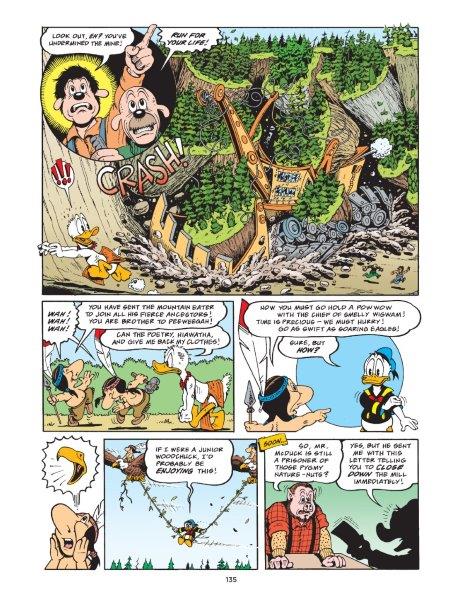 LOOK OUT, EH? YOU'VE
UNDERMINED THE MINE!
RUN FOR
YOUR LIFE!
!!!
CRASH!
WAH!
WAH!
WAH!
YOU HAVE SENT THE MOUNTAIN EATER
TO JOIN ALL HIS FIERCE ANCESTORS!
YOU ARE BROTHER TO PEEWEEGAH!
CAN THE POETRY, HIAWATHA,
AND GIVE ME BACK MY CLOTHES!
NOW YOU MUST GO HOLD A POW WOW
WITH THE CHIEF OF SMELLY WIGWAM!
TIME IS PRECIOUS – WE MUST HURRY!
GO AS SWIFT AS SOARING EAGLES!
SURE, BUT
HOW?
IF I WERE A JUNIOR
WOODCHUCK, I'D
PROBABLY BE
ENJOYING THIS!
SOON...
SO, MR.
MCDUCK IS STILL
A PRISONER OF
THOSE PYGMY
NATURE-NUTS?
YES, BUT HE SENT
ME WITH THIS
LETTER TELLING
YOU TO CLOSE
DOWN THE MILL
IMMEDIATELY!
135